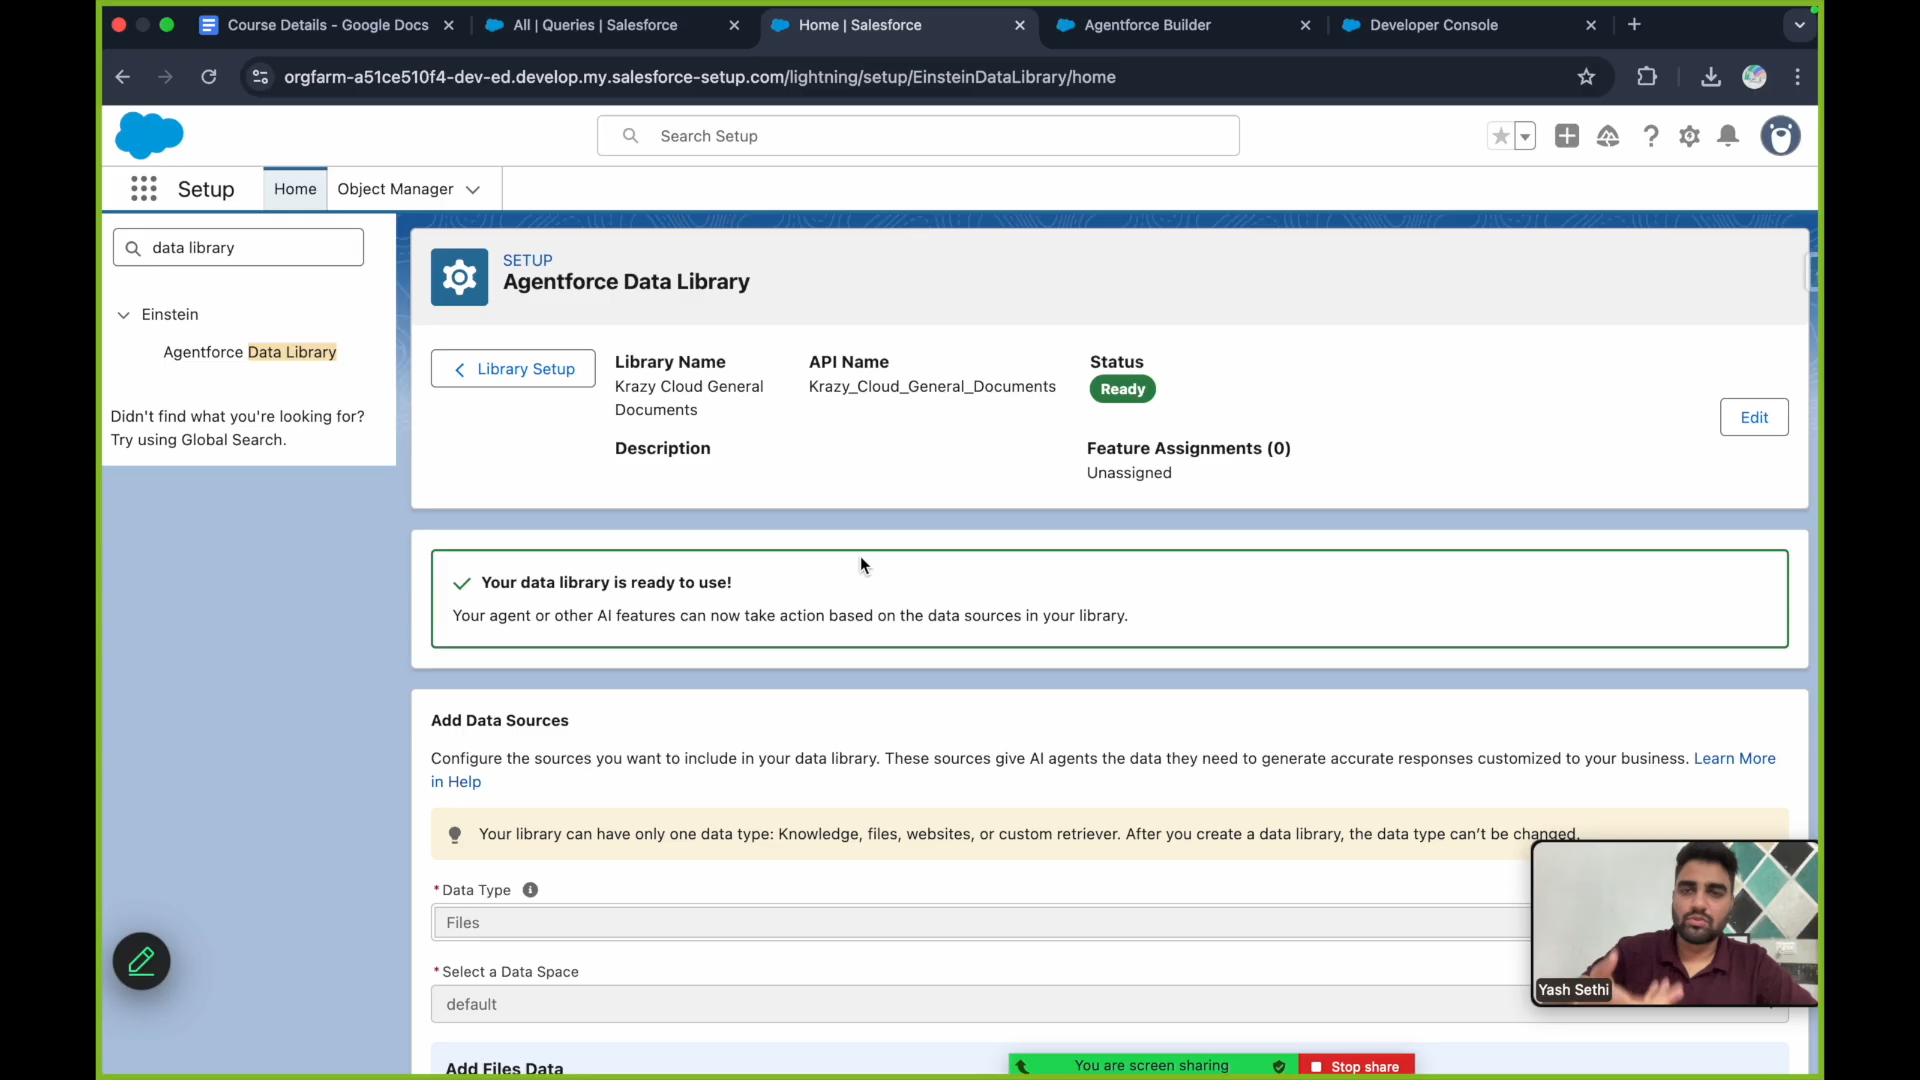 Course Details - Google Docs
All | Queries | Salesforce
Home | Salesforce
Agentforce Builder
Developer Console
orgfarm-a51ce510f4-dev-ed.develop.my.salesforce-setup.com/lightning/setup/EinsteinDataLibrary/home
Search Setup
Setup
Home
Object Manager
data library
Einstein
Agentforce Data Library
Didn't find what you're looking for?
Try using Global Search.
SETUP
Agentforce Data Library
Library Setup
Library Name
Krazy Cloud General
Documents
API Name
Krazy_Cloud_General_Documents
Status
Ready
Edit
Description
Feature Assignments (0)
Unassigned
Your data library is ready to use!
Your agent or other AI features can now take action based on the data sources in your library.
Add Data Sources
Configure the sources you want to include in your data library. These sources give AI agents the data they need to generate accurate responses customized to your business. Learn More
in Help
Your library can have only one data type: Knowledge, files, websites, or custom retriever. After you create a data library, the data type can't be changed.
* Data Type
Files
* Select a Data Space
default
Add Files Data
Yash Sethi
You are screen sharing
Stop share